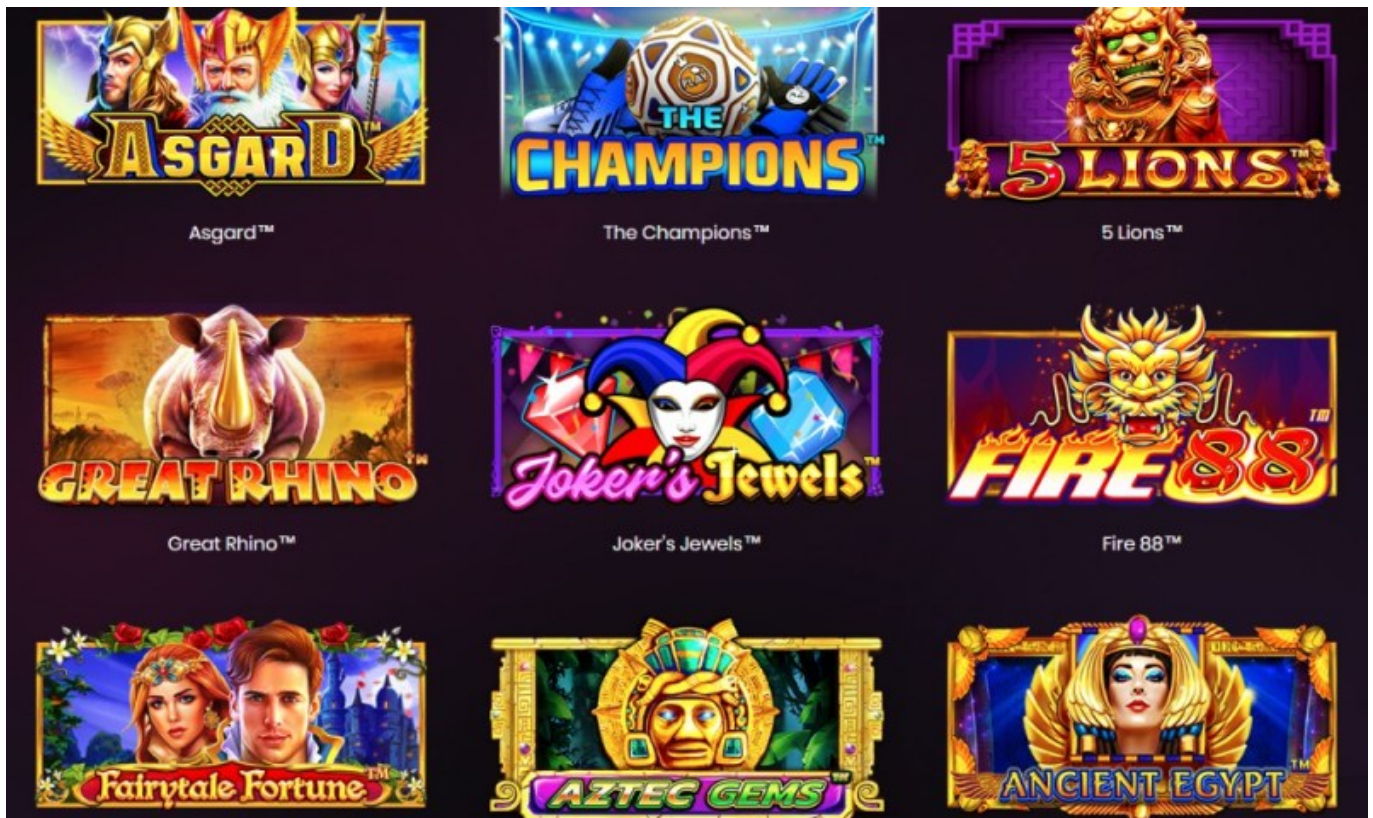 ASGARD™
THE
CHAMPIONS™
5 LIONS™
Asgard™
The Champions™
5 Lions™
GREAT RHINO™
Joker's Jewels™
FIRE 88™
Great Rhino™
Joker's Jewels™
Fire 88™
Fairytale Fortune™
AZTEC GEMS™
ANCIENT EGYPT™